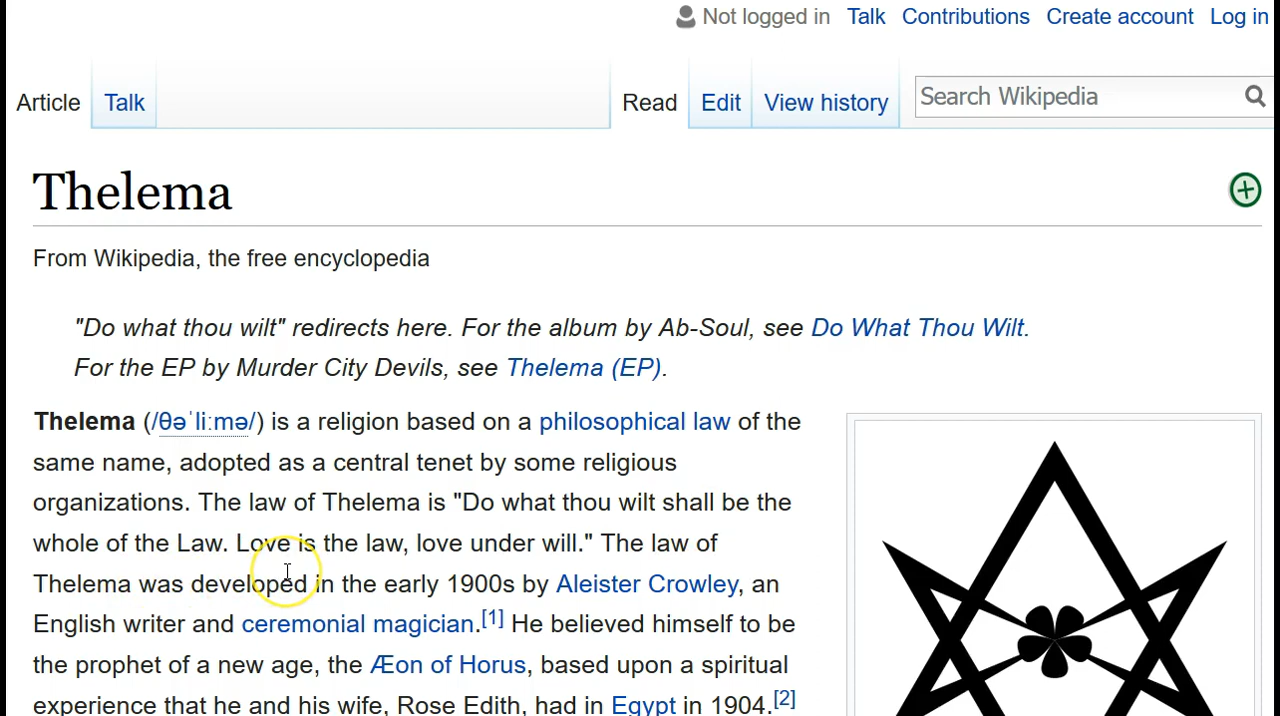 Not logged in Talk Contributions Create account Log in
Article Talk Read Edit View history Search Wikipedia
Thelema
From Wikipedia, the free encyclopedia
"Do what thou wilt" redirects here. For the album by Ab-Soul, see Do What Thou Wilt.
For the EP by Murder City Devils, see Thelema (EP).
Thelema (/θəˈliːmə/) is a religion based on a philosophical law of the
same name, adopted as a central tenet by some religious
organizations. The law of Thelema is "Do what thou wilt shall be the
whole of the Law. Love is the law, love under will." The law of
Thelema was developed in the early 1900s by Aleister Crowley, an
English writer and ceremonial magician.[1] He believed himself to be
the prophet of a new age, the Æon of Horus, based upon a spiritual
experience that he and his wife, Rose Edith, had in Egypt in 1904.[2]